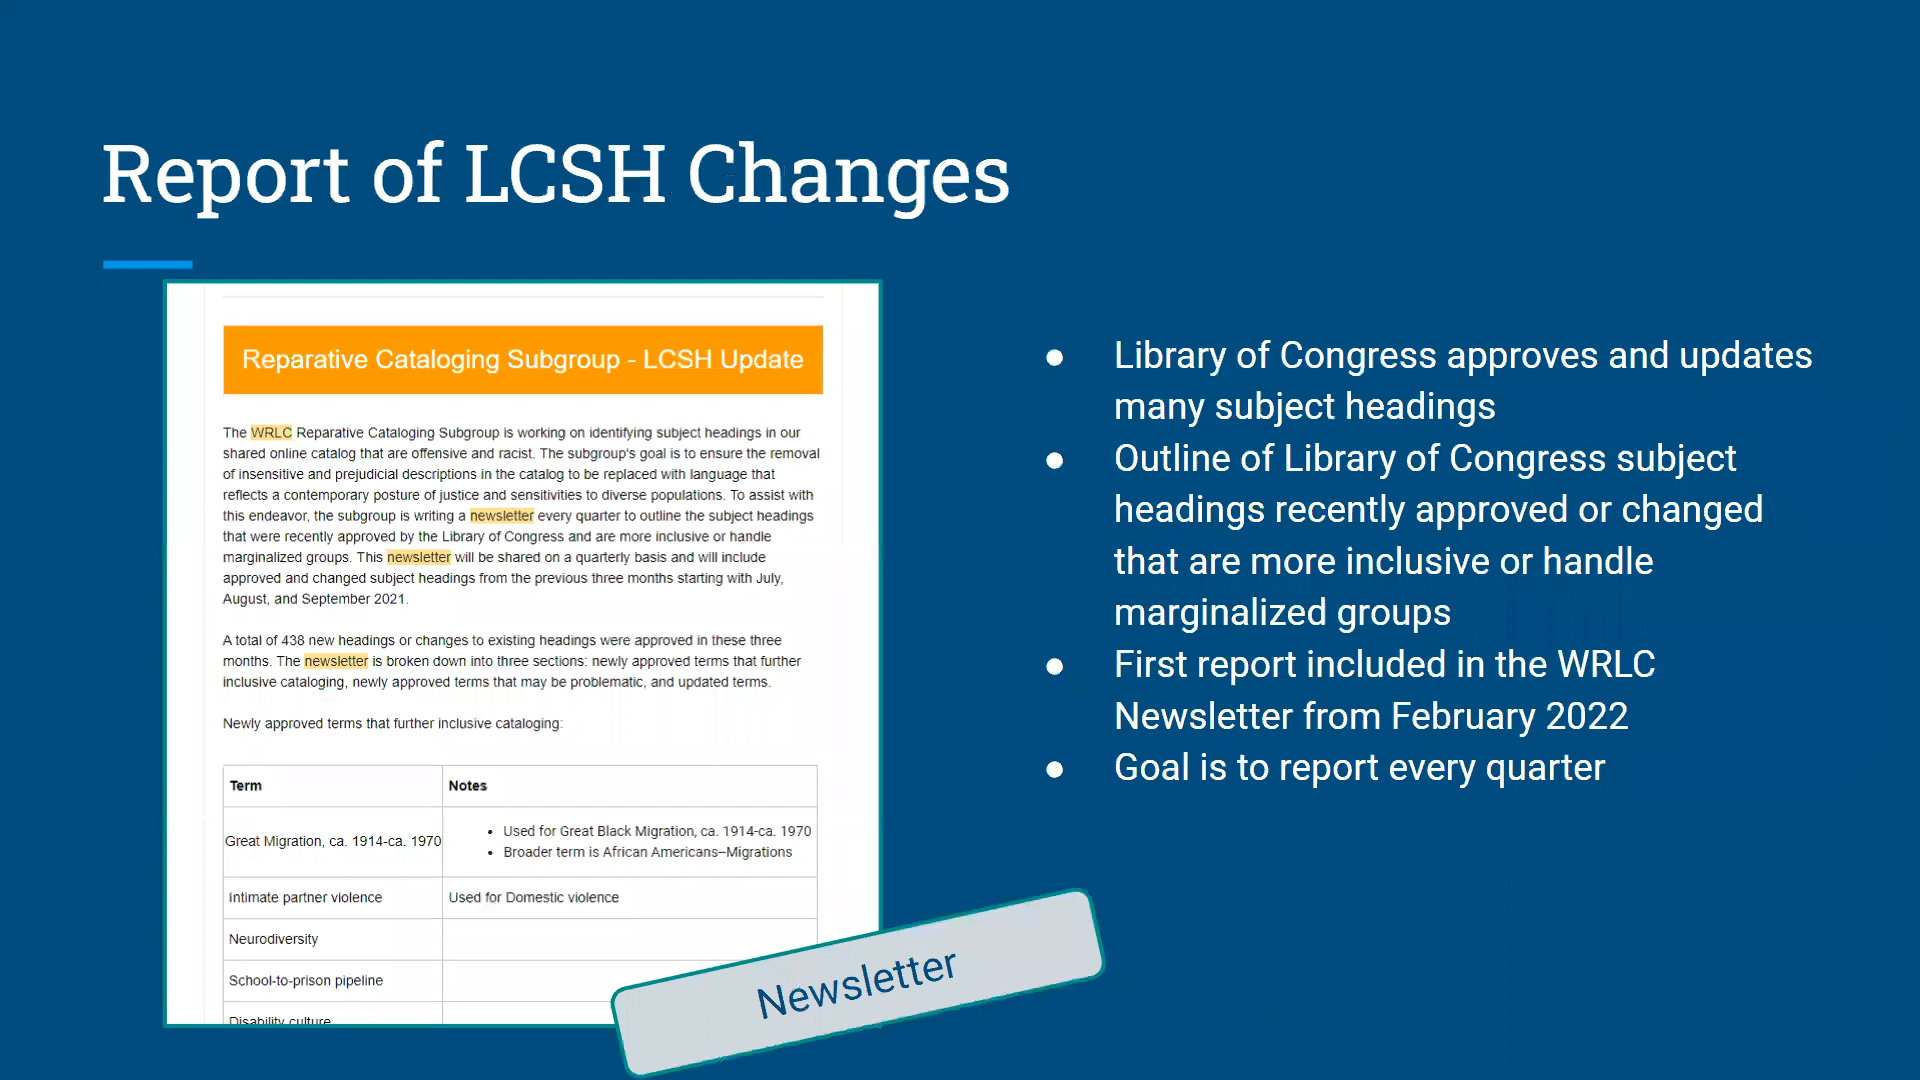 Report of LCSH Changes
Reparative Cataloging Subgroup - LCSH Update
The WRLC Reparative Cataloging Subgroup is working on identifying subject headings in our
shared online catalog that are offensive and racist. The subgroup's goal is to ensure the removal
of insensitive and prejudicial descriptions in the catalog to be replaced with language that
reflects a contemporary posture of justice and sensitivities to diverse populations. To assist with
this endeavor, the subgroup is writing a newsletter every quarter to outline the subject headings
that were recently approved by the Library of Congress and are more inclusive or handle
marginalized groups. This newsletter will be shared on a quarterly basis and will include
approved and changed subject headings from the previous three months starting with July,
August, and September 2021.
A total of 438 new headings or changes to existing headings were approved in these three
months. The newsletter is broken down into three sections: newly approved terms that further
inclusive cataloging, newly approved terms that may be problematic, and updated terms.
Newly approved terms that further inclusive cataloging:
Term Notes
Great Migration, ca. 1914-ca. 1970
• Used for Great Black Migration, ca. 1914-ca. 1970
• Broader term is African Americans--Migrations
Intimate partner violence Used for Domestic violence
Neurodiversity
School-to-prison pipeline
Disability culture
Newsletter
● Library of Congress approves and updates
many subject headings
● Outline of Library of Congress subject
headings recently approved or changed
that are more inclusive or handle
marginalized groups
● First report included in the WRLC
Newsletter from February 2022
● Goal is to report every quarter